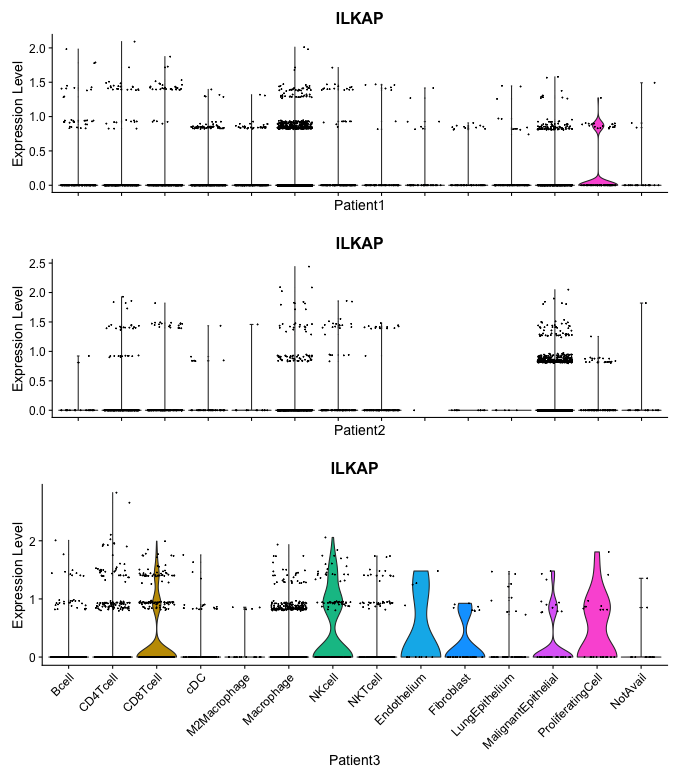 ILKAP
Expression Level
2.0
1.5
1.0
0.5
0.0
Patient1
ILKAP
Expression Level
2.5
2.0
1.5
1.0
0.5
0.0
Patient2
ILKAP
Expression Level
2
1
0
Bcell
CD4Tcell
CD8Tcell
cDC
M2Macrophage
Macrophage
NKcell
NKTcell
Endothelium
Fibroblast
LungEpithelium
MalignantEpithelial
ProliferatingCell
NotAvail
Patient3